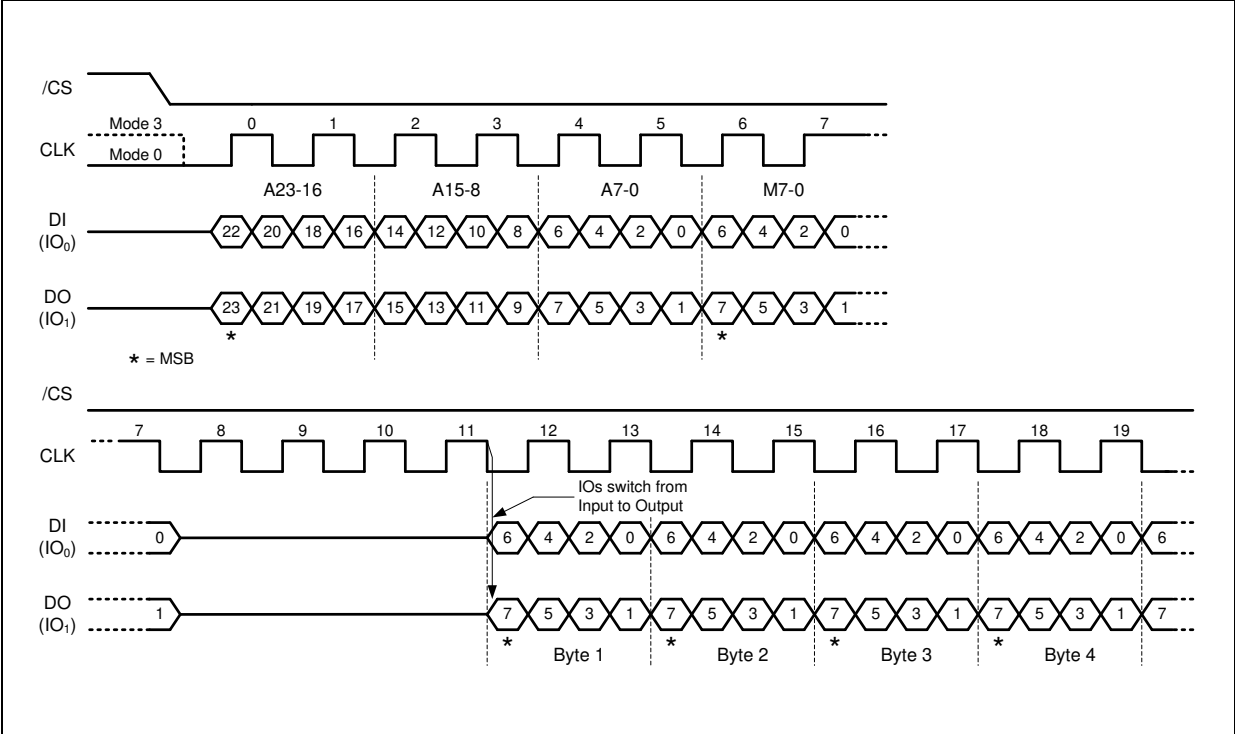 /CS
Mode 3
0 1 2 3 4 5 6 7
CLK
Mode 0
A23-16 A15-8 A7-0 M7-0
DI
(IO₀)
22 20 18 16 14 12 10 8 6 4 2 0 6 4 2 0
DO
(IO₁)
23 21 19 17 15 13 11 9 7 5 3 1 7 5 3 1
* *
* = MSB
/CS
7 8 9 10 11 12 13 14 15 16 17 18 19
CLK
IOs switch from
Input to Output
DI
(IO₀)
0 6 4 2 0 6 4 2 0 6 4 2 0 6 4 2 0 6
DO
(IO₁)
1 7 5 3 1 7 5 3 1 7 5 3 1 7 5 3 1 7
* * * *
Byte 1 Byte 2 Byte 3 Byte 4